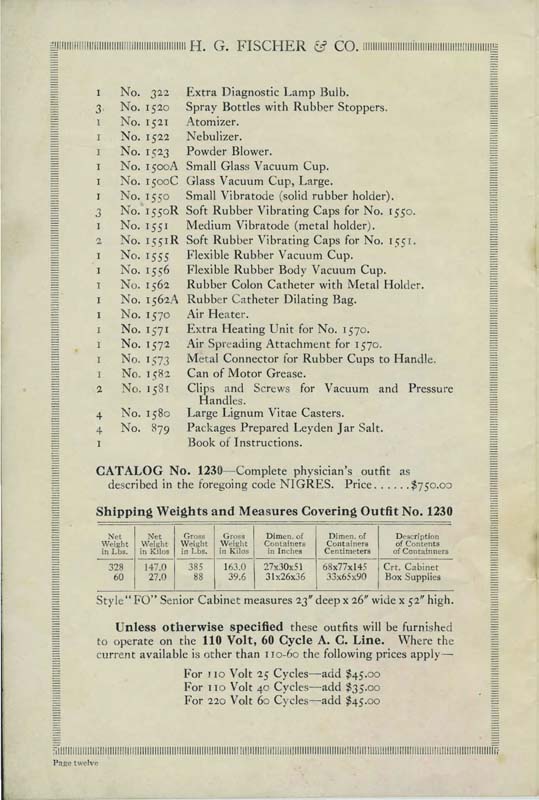 H. G. FISCHER & CO.
1 No. 322 Extra Diagnostic Lamp Bulb.
3 No. 1520 Spray Bottles with Rubber Stoppers.
1 No. 1521 Atomizer.
1 No. 1522 Nebulizer.
1 No. 1523 Powder Blower.
1 No. 1500A Small Glass Vacuum Cup.
1 No. 1500C Glass Vacuum Cup, Large.
1 No. 1550 Small Vibratode (solid rubber holder).
3 No. 1550R Soft Rubber Vibrating Caps for No. 1550.
1 No. 1551 Medium Vibratode (metal holder).
2 No. 1551R Soft Rubber Vibrating Caps for No. 1551.
1 No. 1555 Flexible Rubber Vacuum Cup.
1 No. 1556 Flexible Rubber Body Vacuum Cup.
1 No. 1562 Rubber Colon Catheter with Metal Holder.
1 No. 1562A Rubber Catheter Dilating Bag.
1 No. 1570 Air Heater.
1 No. 1571 Extra Heating Unit for No. 1570.
1 No. 1572 Air Spreading Attachment for 1570.
1 No. 1573 Metal Connector for Rubber Cups to Handle.
1 No. 1582 Can of Motor Grease.
2 No. 1581 Clips and Screws for Vacuum and Pressure
Handles.
4 No. 1580 Large Lignum Vitae Casters.
4 No. 879 Packages Prepared Leyden Jar Salt.
1 Book of Instructions.
CATALOG No. 1230—Complete physician's outfit as
described in the foregoing code NIGRES. Price......$750.00
Shipping Weights and Measures Covering Outfit No. 1230
Net Weight in Lbs. Net Weight in Kilos Gross Weight in Lbs. Gross Weight in Kilos Dimen. of Containers in Inches Dimen. of Containers Centimeters Description of Contents of Containners
328 147.0 385 163.0 27x30x51 68x77x145 Crt. Cabinet
60 27.0 88 39.6 31x26x36 33x65x90 Box Supplies
Style "FO" Senior Cabinet measures 23" deep x 26" wide x 52" high.
Unless otherwise specified these outfits will be furnished
to operate on the 110 Volt, 60 Cycle A. C. Line. Where the
current available is other than 110-60 the following prices apply—
For 110 Volt 25 Cycles—add $45.00
For 110 Volt 40 Cycles—add $35.00
For 220 Volt 60 Cycles—add $45.00
Page twelve